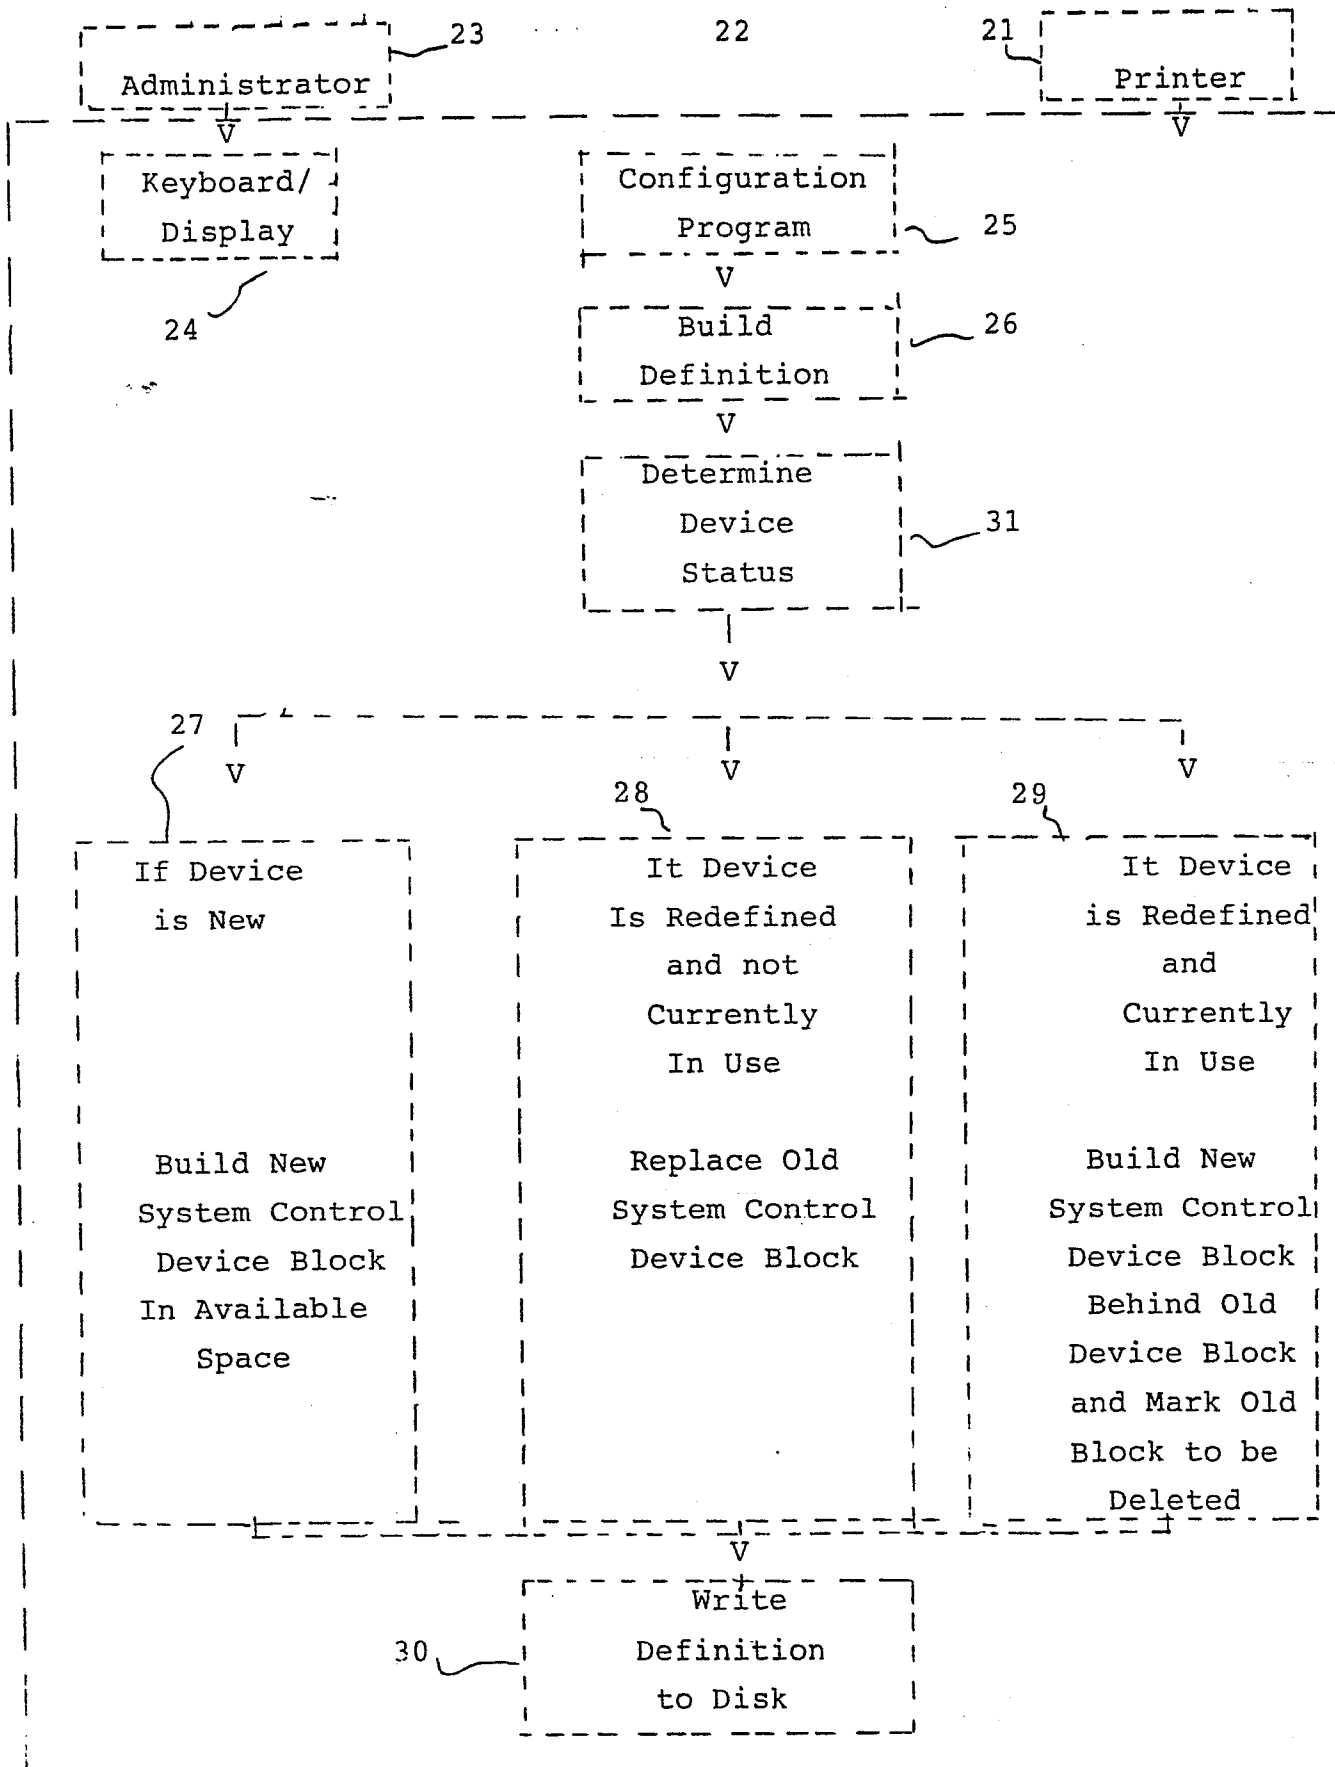 23
22
21
Administrator
Printer
V
V
Keyboard/
Display
24
Configuration
Program
25
V
Build
Definition
26
V
Determine
Device
Status
31
V
27
V
V
V
28
29
If Device
is New
Build New
System Control
Device Block
In Available
Space
It Device
Is Redefined
and not
Currently
In Use
Replace Old
System Control
Device Block
It Device
is Redefined
and
Currently
In Use
Build New
System Control
Device Block
Behind Old
Device Block
and Mark Old
Block to be
Deleted
V
Write
Definition
to Disk
30